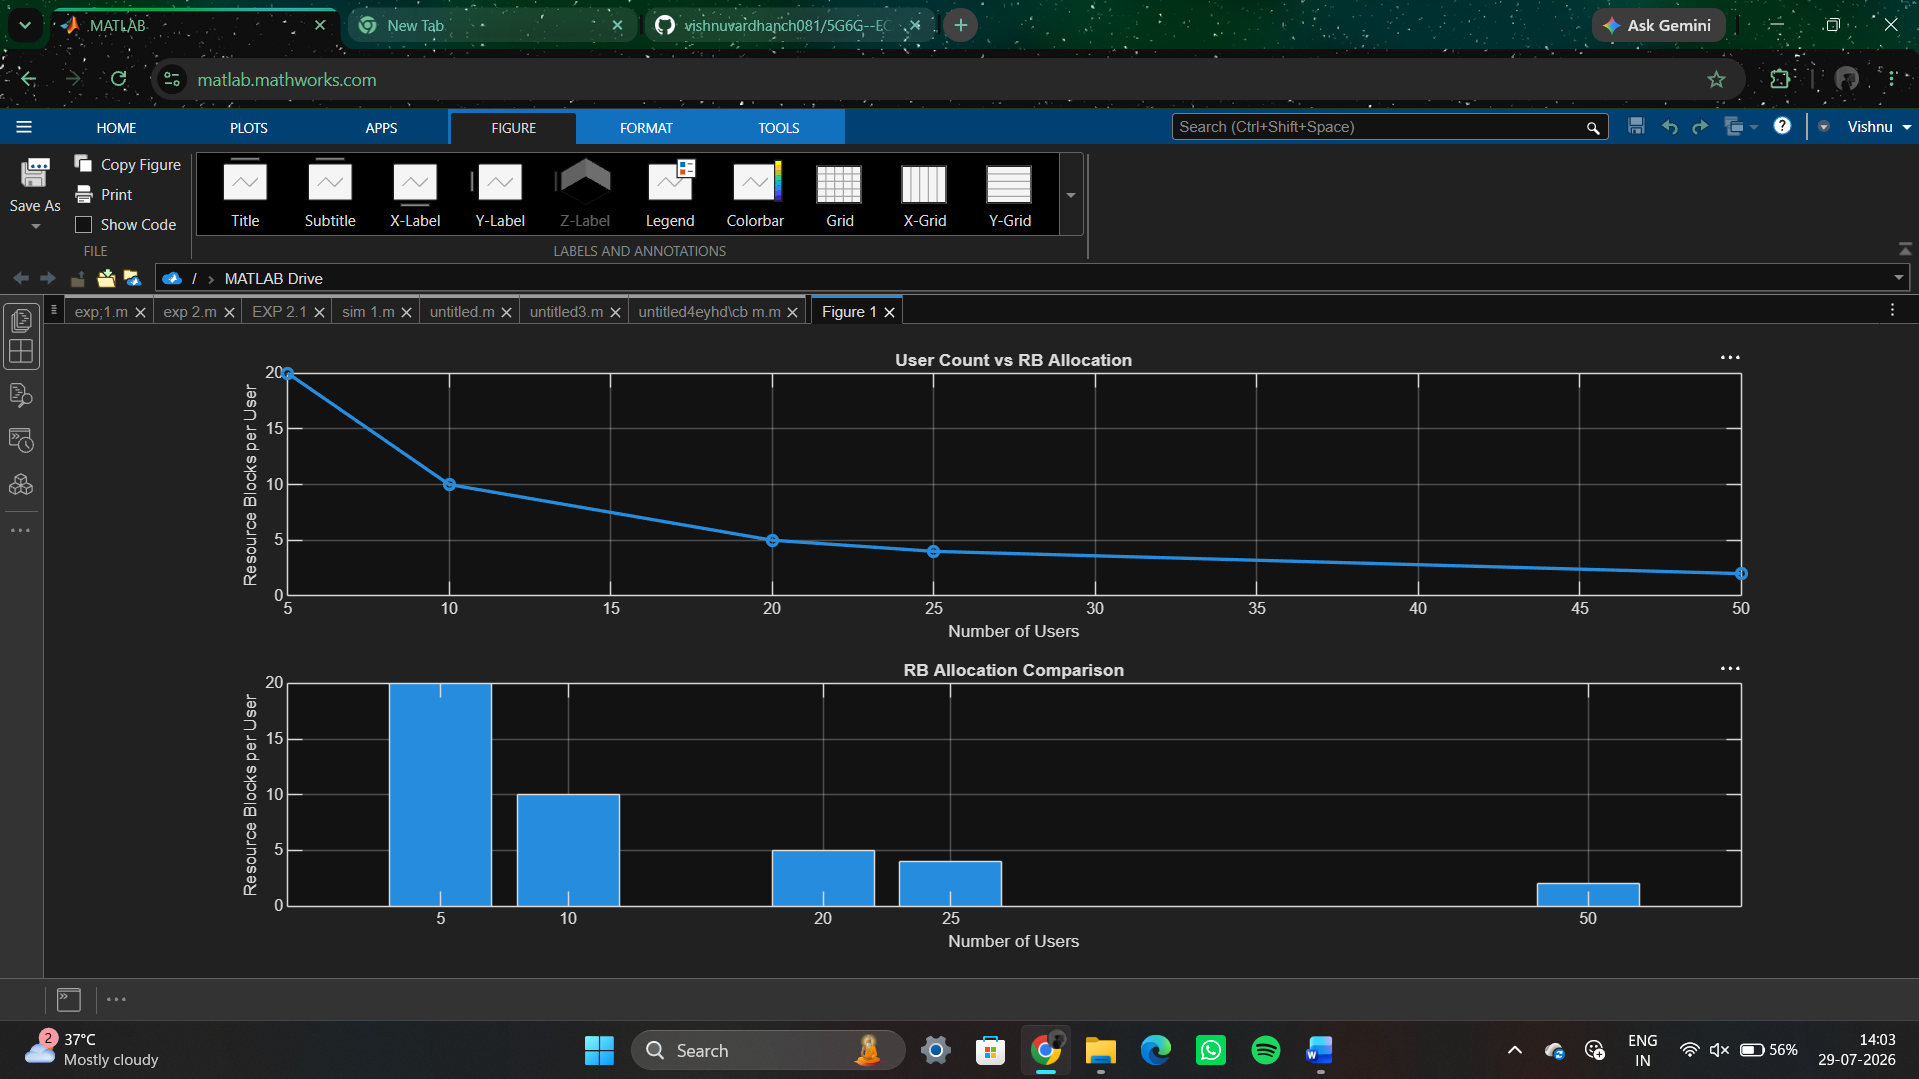 MATLAB
New Tab
vishnuvardhanch081/5G6G--EC
Ask Gemini
matlab.mathworks.com
HOME
PLOTS
APPS
FIGURE
FORMAT
TOOLS
Search (Ctrl+Shift+Space)
Vishnu
Save As
Copy Figure
Print
Show Code
FILE
Title
Subtitle
X-Label
Y-Label
Z-Label
Legend
Colorbar
Grid
X-Grid
Y-Grid
LABELS AND ANNOTATIONS
/ › MATLAB Drive
exp;1.m
exp 2.m
EXP 2.1
sim 1.m
untitled.m
untitled3.m
untitled4eyhd\cb m.m
Figure 1
User Count vs RB Allocation
Resource Blocks per User
20
15
10
5
0
5 10 15 20 25 30 35 40 45 50
Number of Users
RB Allocation Comparison
Resource Blocks per User
20
15
10
5
0
5 10 20 25 50
Number of Users
2
37°C
Mostly cloudy
Search
ENG
IN
56%
14:03
29-07-2026